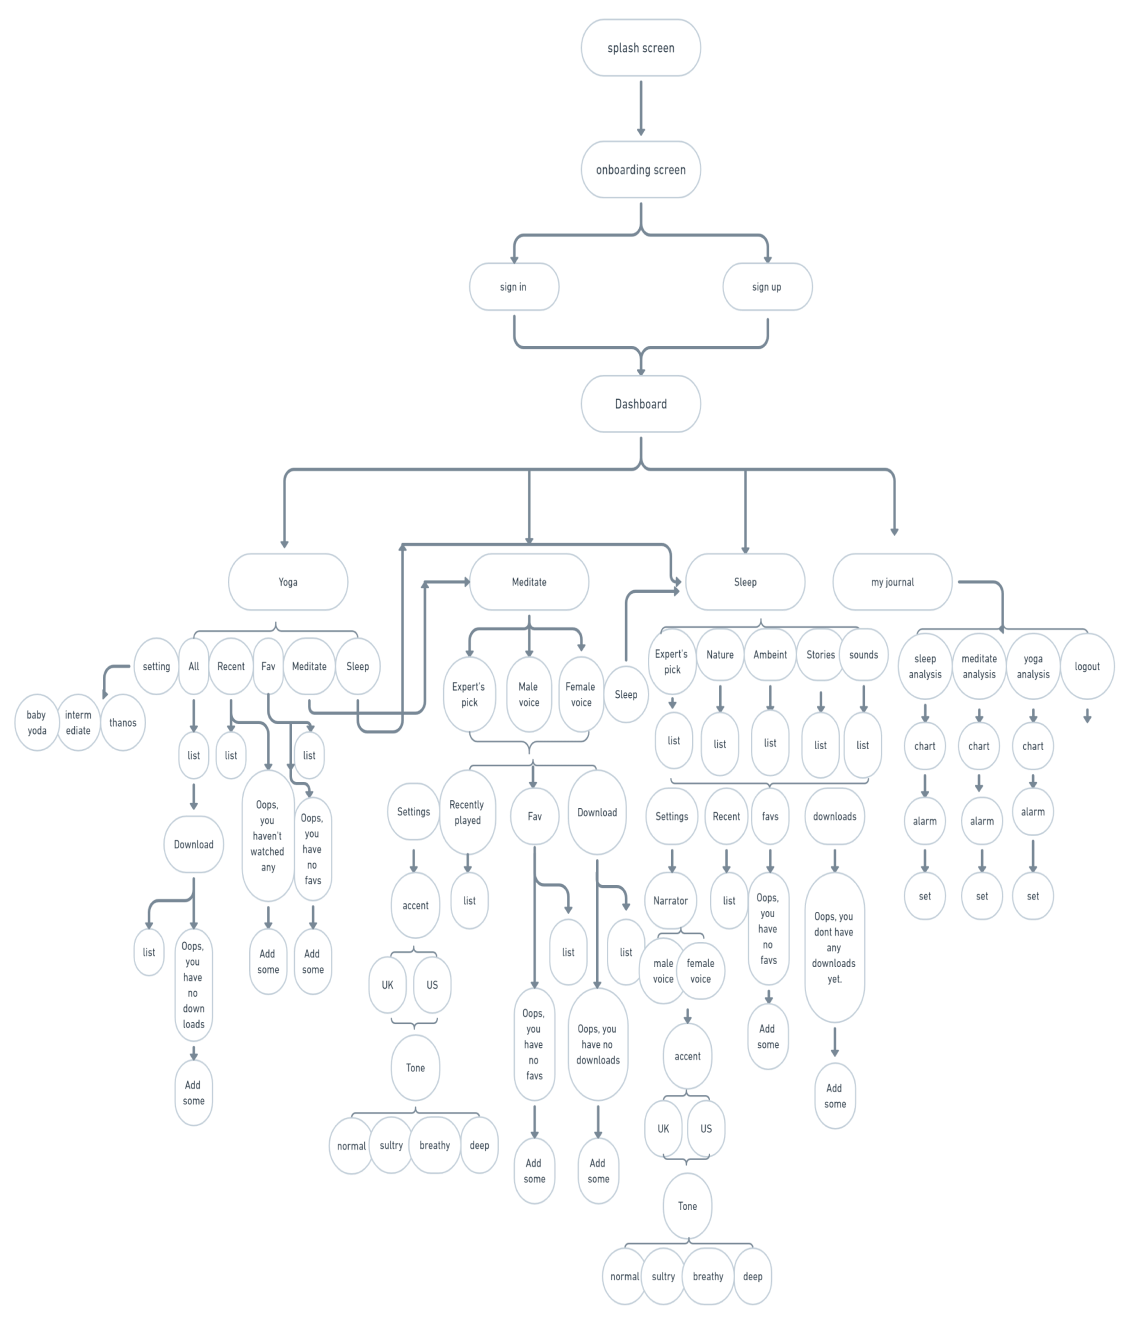 splash screen
onboarding screen
sign in
sign up
Dashboard
Yoga
Meditate
Sleep
my journal
setting
All
Recent
Fav
Meditate
Sleep
baby
yoda
interm
ediate
thanos
list
list
list
Download
Oops,
you
haven't
watched
any
Oops,
you
have
no
favs
list
Oops,
you
have
no
down
loads
Add
some
Add
some
Add
some
Expert's
pick
Male
voice
Female
voice
Sleep
Settings
Recently
played
Fav
Download
accent
list
list
list
UK
US
Oops,
you
have
no
favs
Oops, you
have no
downloads
Tone
normal
sultry
breathy
deep
Add
some
Add
some
Expert's
pick
Nature
Ambeint
Stories
sounds
list
list
list
list
list
Settings
Recent
favs
downloads
Narrator
list
Oops,
you
have
no
favs
Oops, you
dont have
any
downloads
yet.
male
voice
female
voice
Add
some
accent
Add
some
UK
US
Tone
normal
sultry
breathy
deep
sleep
analysis
meditate
analysis
yoga
analysis
logout
chart
chart
chart
alarm
alarm
alarm
set
set
set